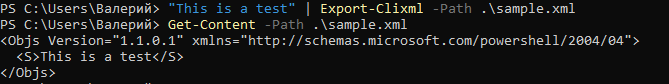 PS C:\Users\Валерий> "This is a test" | Export-Clixml -Path .\sample.xml
PS C:\Users\Валерий> Get-Content -Path .\sample.xml
<Objs Version="1.1.0.1" xmlns="http://schemas.microsoft.com/powershell/2004/04">
  <S>This is a test</S>
</Objs>